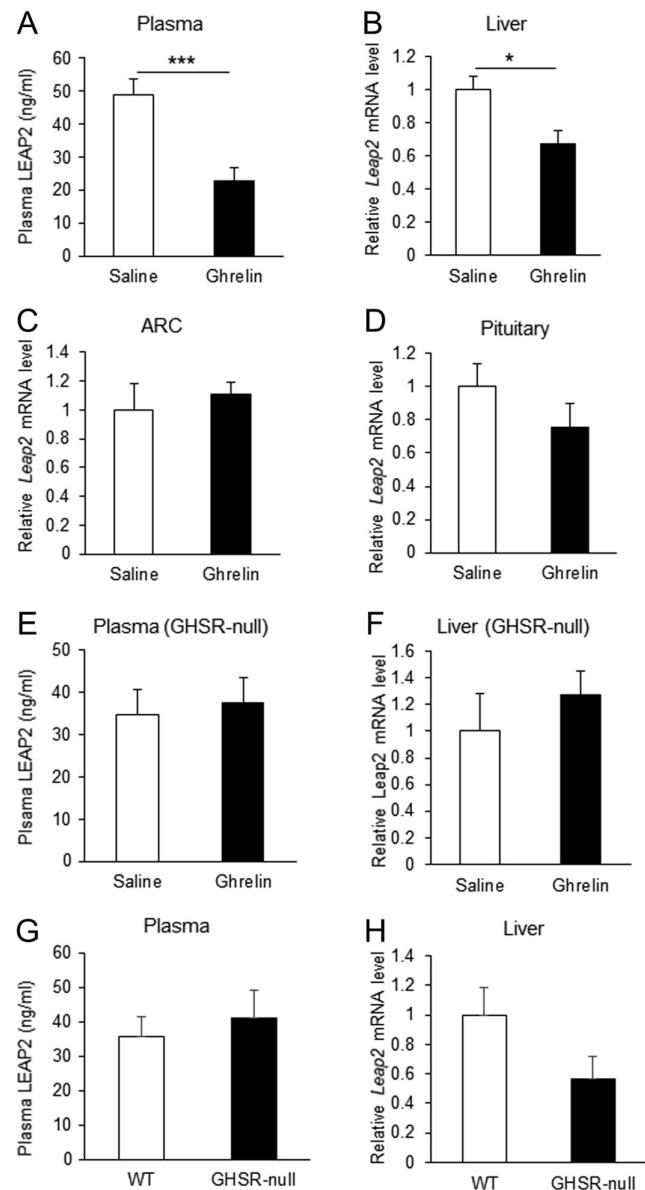 A
Plasma
Plasma LEAP2 (ng/ml)
60
50
40
30
20
10
0
***
Saline
Ghrelin
B
Liver
Relative Leap2 mRNA level
1.2
1
0.8
0.6
0.4
0.2
0
*
Saline
Ghrelin
C
ARC
Relative Leap2 mRNA level
1.4
1.2
1
0.8
0.6
0.4
0.2
0
Saline
Ghrelin
D
Pituitary
Relative Leap2 mRNA level
1.2
1
0.8
0.6
0.4
0.2
0
Saline
Ghrelin
E
Plasma (GHSR-null)
Plsama LEAP2 (ng/ml)
50
40
30
20
10
0
Saline
Ghrelin
F
Liver (GHSR-null)
Relative Leap2 mRNA level
1.6
1.4
1.2
1
0.8
0.6
0.4
0.2
0
Saline
Ghrelin
G
Plasma
Plasma LEAP2 (ng/ml)
60
50
40
30
20
10
0
WT
GHSR-null
H
Liver
Relative Leap2 mRNA level
1.4
1.2
1
0.8
0.6
0.4
0.2
0
WT
GHSR-null